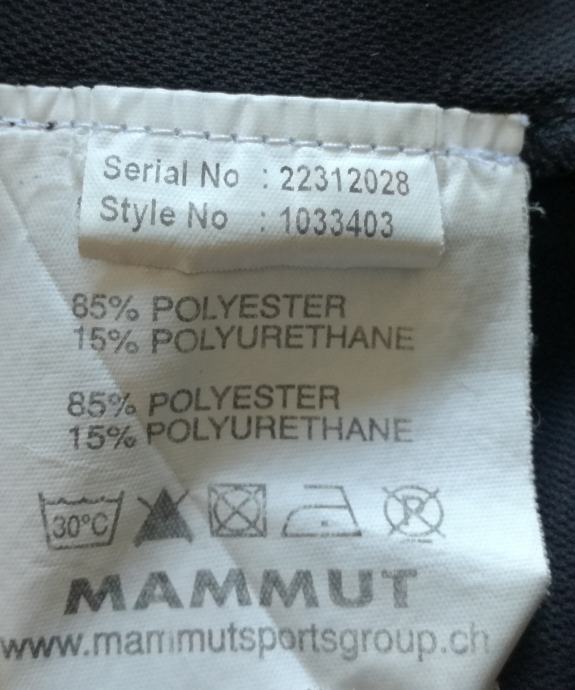 Serial No : 22312028
Style No : 1033403
85% POLYESTER
15% POLYURETHANE
85% POLYESTER
15% POLYURETHANE
30°C P
MAMMUT
www.mammutsportsgroup.ch